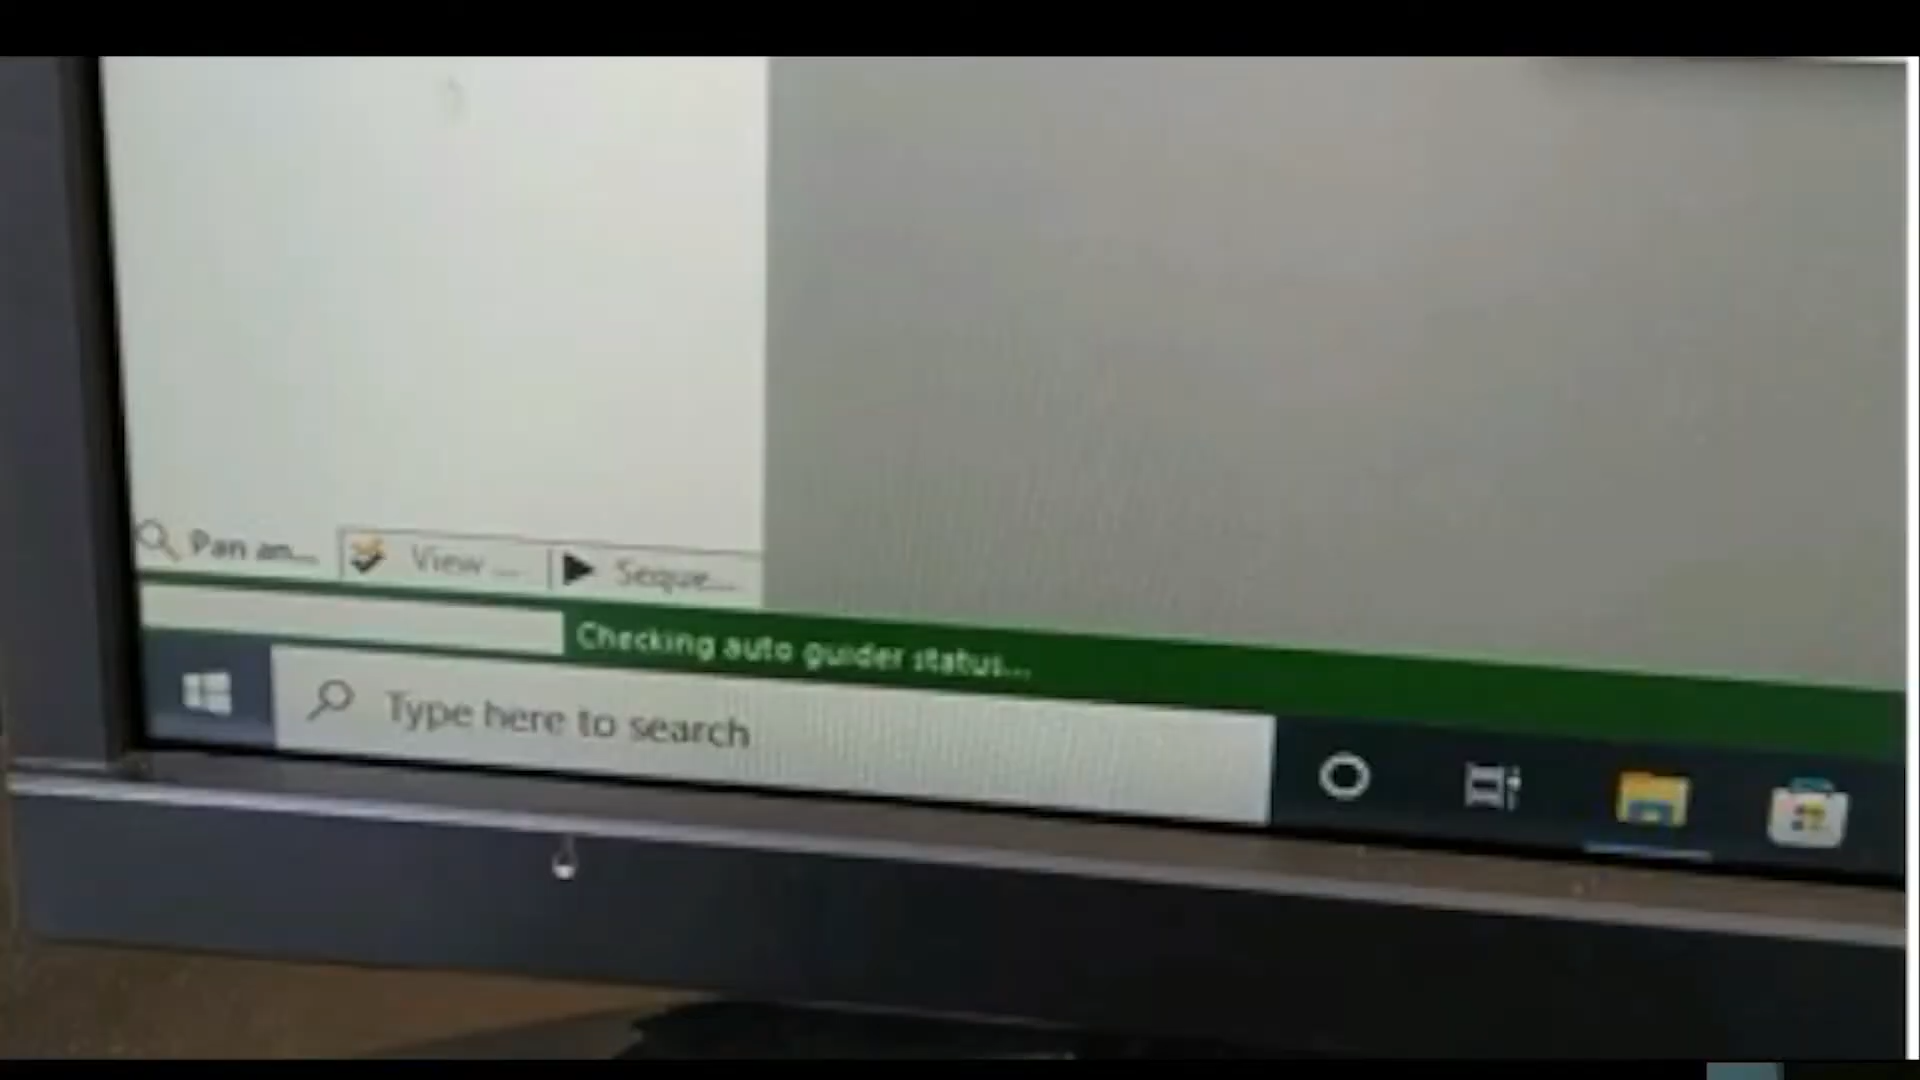 Pan an...
View ...
Seque...
Checking auto guider status...
Type here to search